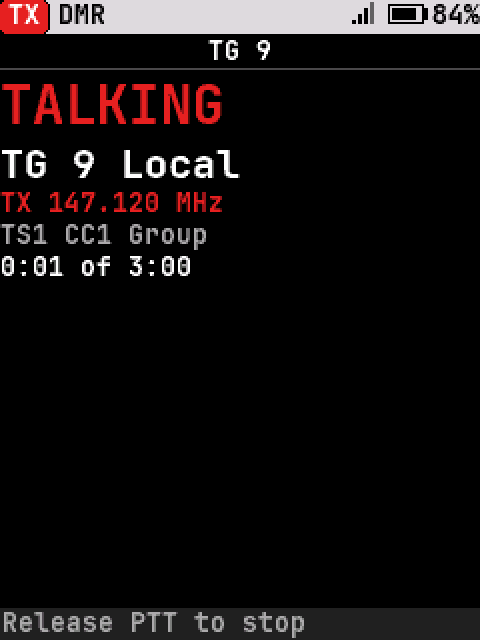 TX DMR 84%
TG 9
TALKING
TG 9 Local
TX 147.120 MHz
TS1 CC1 Group
0:01 of 3:00
Release PTT to stop